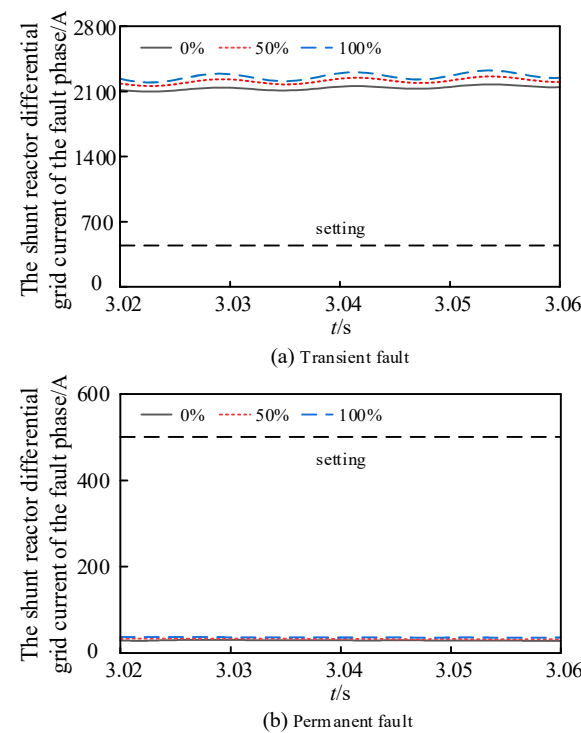 The shunt reactor differential
grid current of the fault phase/A
2800
2100
1400
700
0
0% 50% 100%
setting
3.02 3.03 3.04 3.05 3.06
t/s
(a) Transient fault
The shunt reactor differential
grid current of the fault phase/A
600
400
200
0
0% 50% 100%
setting
3.02 3.03 3.04 3.05 3.06
t/s
(b) Permanent fault